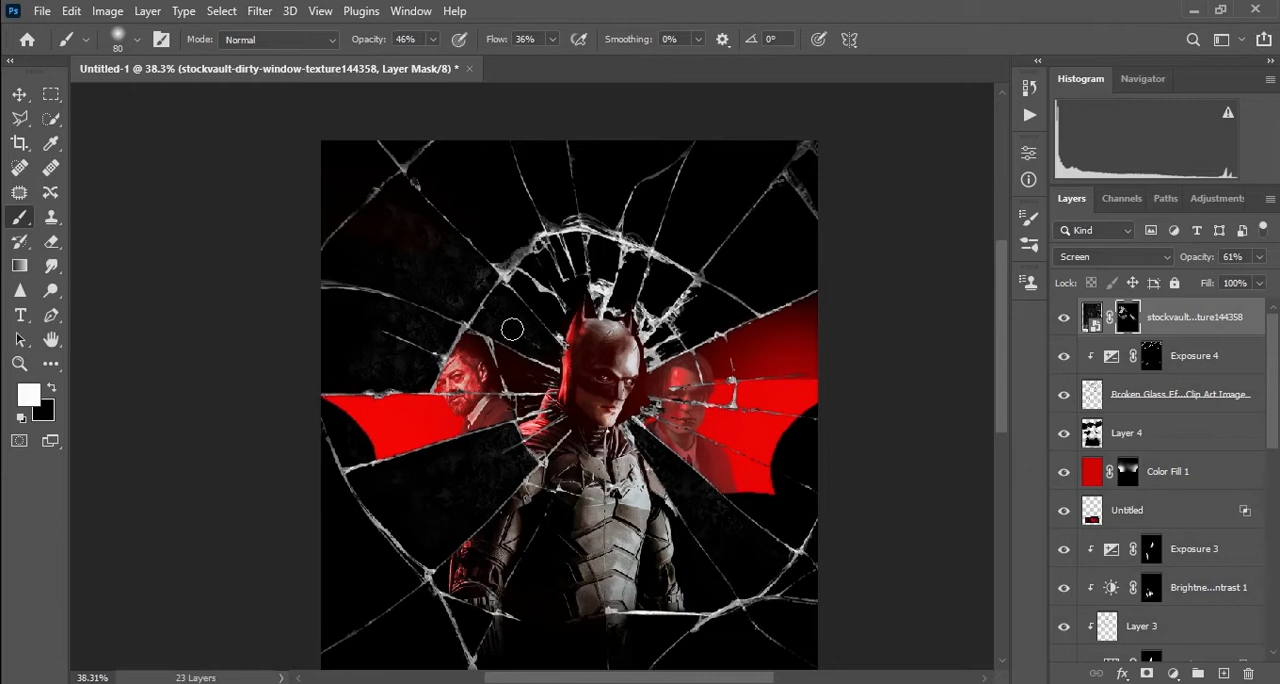 Ps File Edit Image Layer Type Select Filter 3D View Plugins Window Help
80 Mode: Normal Opacity: 46% Flow: 36% Smoothing: 0% 0°
Untitled-1 @ 38.3% (stockvault-dirty-window-texture144358, Layer Mask/8) *
Histogram Navigator
Layers Channels Paths Adjustments
Kind
Screen Opacity: 61%
Lock: Fill: 100%
stockvault...ture144358
Exposure 4
Broken Glass Ef...Clip Art Image
Layer 4
Color Fill 1
Untitled
Exposure 3
Brightne...ntrast 1
Layer 3
38.31% 23 Layers
fx